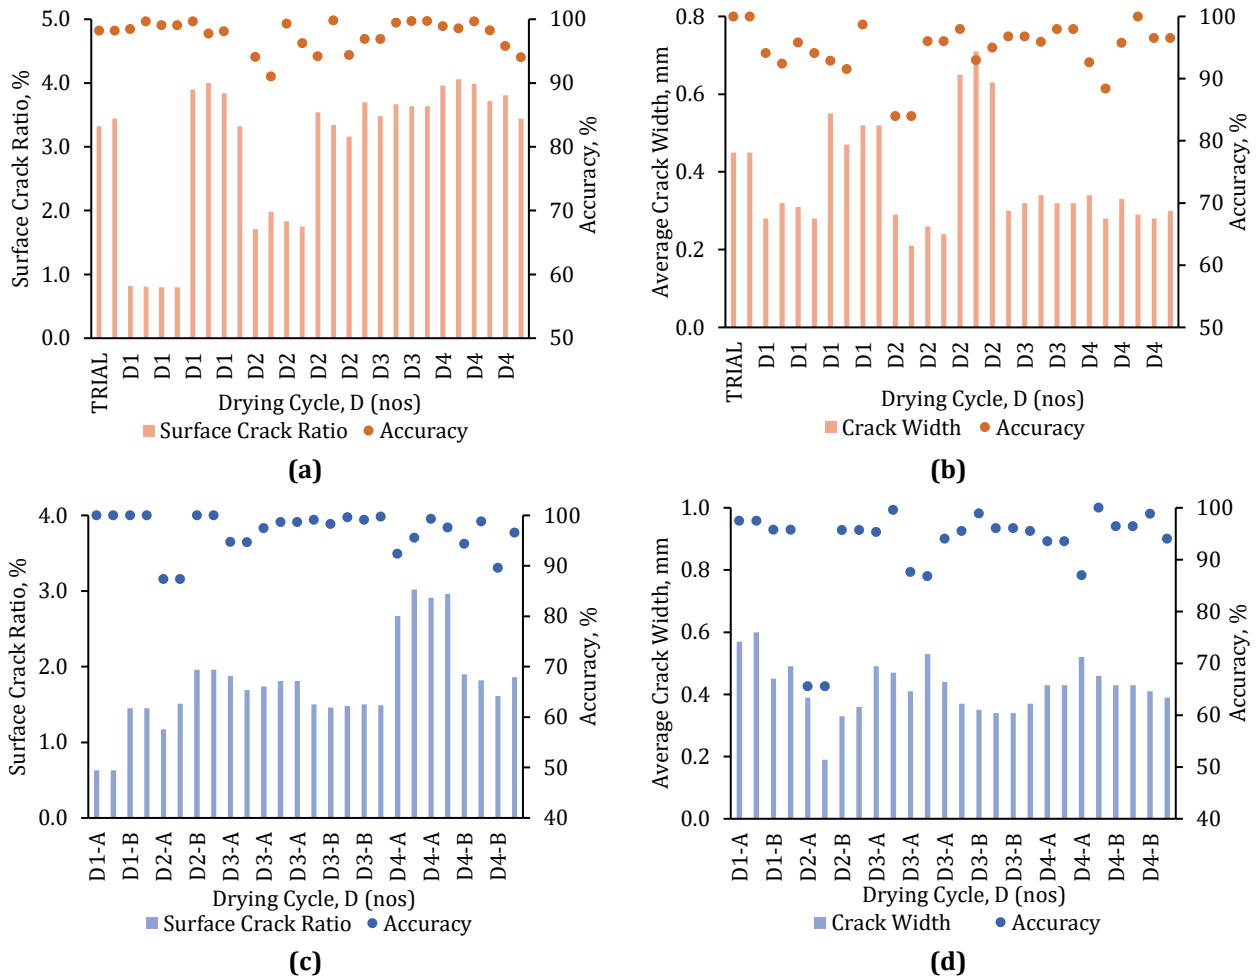 5.0
4.0
3.0
2.0
1.0
0.0
Surface Crack Ratio, %
100
90
80
70
60
50
Accuracy, %
TRIAL
D1
D1
D1
D1
D2
D2
D2
D2
D3
D3
D4
D4
D4
Drying Cycle, D (nos)
Surface Crack Ratio
Accuracy
(a)
0.8
0.6
0.4
0.2
0.0
Average Crack Width, mm
100
90
80
70
60
50
Accuracy, %
TRIAL
D1
D1
D1
D1
D2
D2
D2
D2
D3
D3
D4
D4
D4
Drying Cycle, D (nos)
Crack Width
Accuracy
(b)
4.0
3.0
2.0
1.0
0.0
Surface Crack Ratio, %
100
90
80
70
60
50
40
Accuracy, %
D1-A
D1-B
D2-A
D2-B
D3-A
D3-A
D3-A
D3-B
D3-B
D4-A
D4-A
D4-B
D4-B
Drying Cycle, D (nos)
Surface Crack Ratio
Accuracy
(c)
1.0
0.8
0.6
0.4
0.2
0.0
Average Crack Width, mm
100
90
80
70
60
50
40
Accuracy, %
D1-A
D1-B
D2-A
D2-B
D3-A
D3-A
D3-A
D3-B
D3-B
D4-A
D4-A
D4-B
D4-B
Drying Cycle, D (nos)
Crack Width
Accuracy
(d)